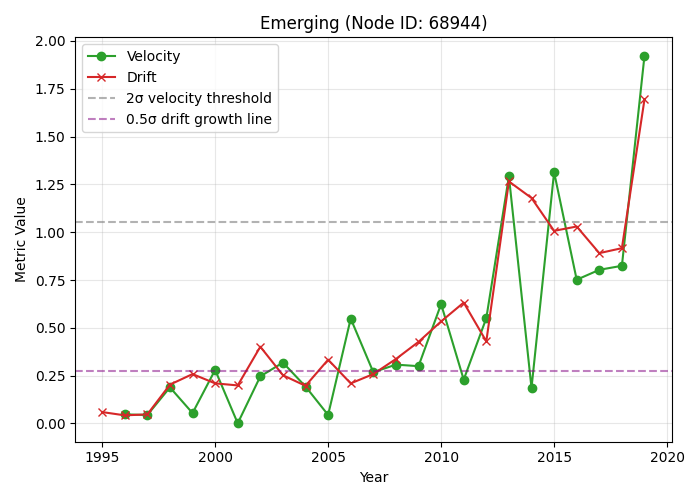 Emerging (Node ID: 68944)
Velocity
Drift
2σ velocity threshold
0.5σ drift growth line
Metric Value
2.00
1.75
1.50
1.25
1.00
0.75
0.50
0.25
0.00
1995
2000
2005
2010
2015
2020
Year